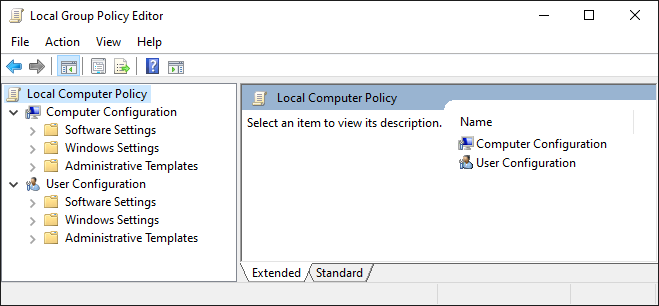 Local Group Policy Editor
File Action View Help
Local Computer Policy
Computer Configuration
Software Settings
Windows Settings
Administrative Templates
User Configuration
Software Settings
Windows Settings
Administrative Templates
Local Computer Policy
Select an item to view its description.
Name
Computer Configuration
User Configuration
Extended Standard